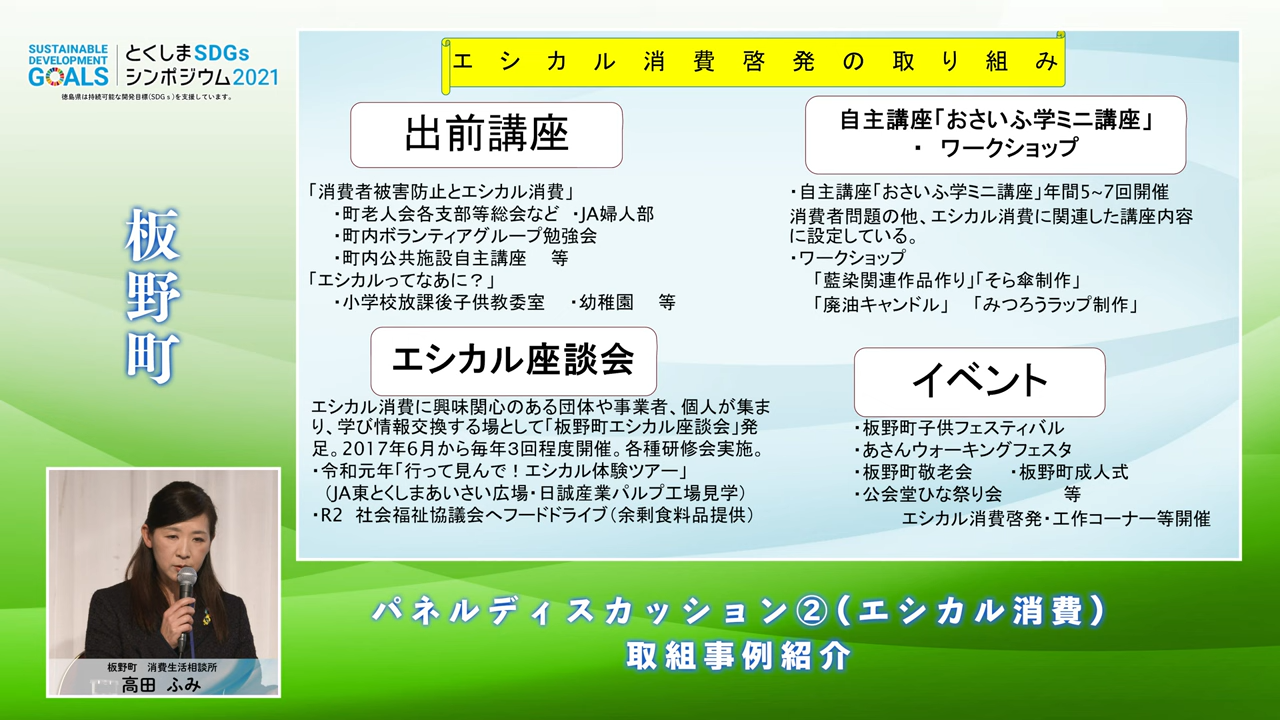 SUSTAINABLE
DEVELOPMENT
GOALS
とくしまSDGs
シンポジウム2021
徳島県は持続可能な開発目標(SDGs)を支援しています。
板野町
エシカル消費啓発の取り組み
出前講座
「消費者被害防止とエシカル消費」
・町老人会各支部等総会など ・JA婦人部
・町内ボランティアグループ勉強会
・町内公共施設自主講座 等
「エシカルってなあに？」
・小学校放課後子供教委室 ・幼稚園 等
自主講座「おさいふ学ミニ講座」
・ ワークショップ
・自主講座「おさいふ学ミニ講座」年間5~7回開催
消費者問題の他、エシカル消費に関連した講座内容
に設定している。
・ワークショップ
「藍染関連作品作り」「そら傘制作」
「廃油キャンドル」 「みつろうラップ制作」
エシカル座談会
エシカル消費に興味関心のある団体や事業者、個人が集ま
り、学び情報交換する場として「板野町エシカル座談会」発
足。2017年6月から毎年3回程度開催。各種研修会実施。
・令和元年「行って見んで！エシカル体験ツアー」
（JA東とくしまあいさい広場・日誠産業パルプ工場見学）
・R2 社会福祉協議会へフードドライブ（余剰食料品提供）
イベント
・板野町子供フェスティバル
・あさんウォーキングフェスタ
・板野町敬老会 ・板野町成人式
・公会堂ひな祭り会 等
エシカル消費啓発・工作コーナー等開催
板野町 消費生活相談所
高田 ふみ
パネルディスカッション②（エシカル消費）
取組事例紹介